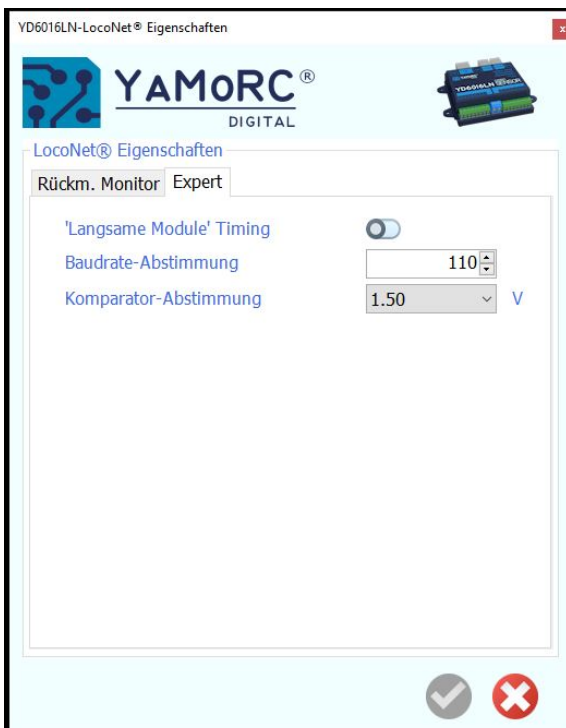 YD6016LN-LocoNet® Eigenschaften
x
YAMORC®
DIGITAL
YD6016LN SENSOR
LocoNet® Eigenschaften
Rückm. Monitor Expert
'Langsame Module' Timing
Baudrate-Abstimmung 110
Komparator-Abstimmung 1.50 V